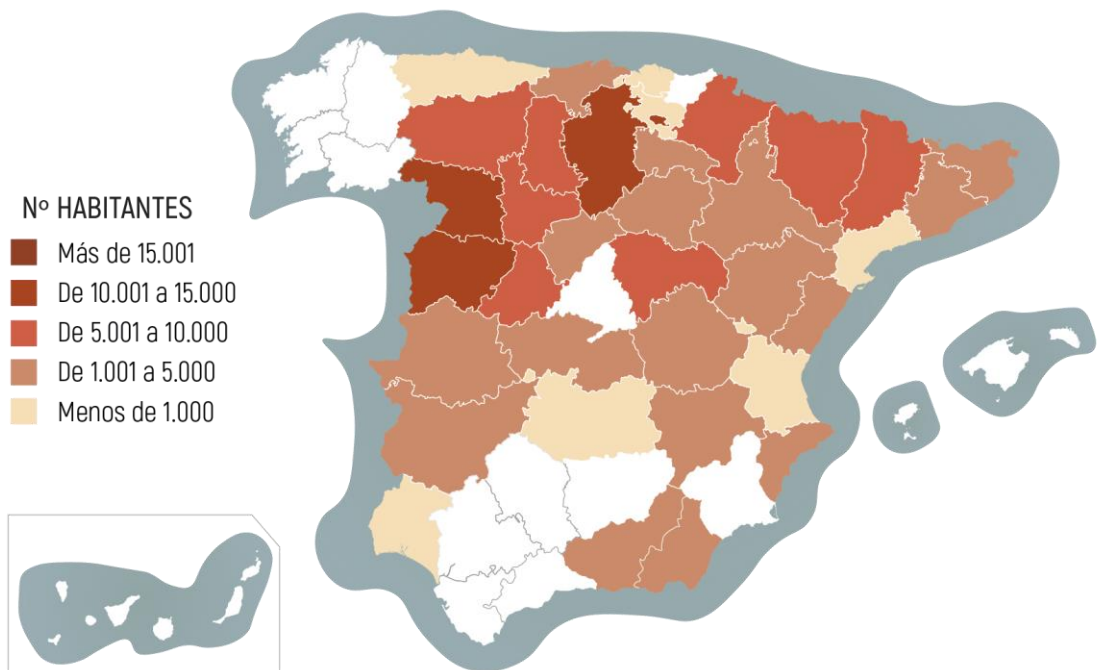 Nº HABITANTES
Más de 15.001
De 10.001 a 15.000
De 5.001 a 10.000
De 1.001 a 5.000
Menos de 1.000